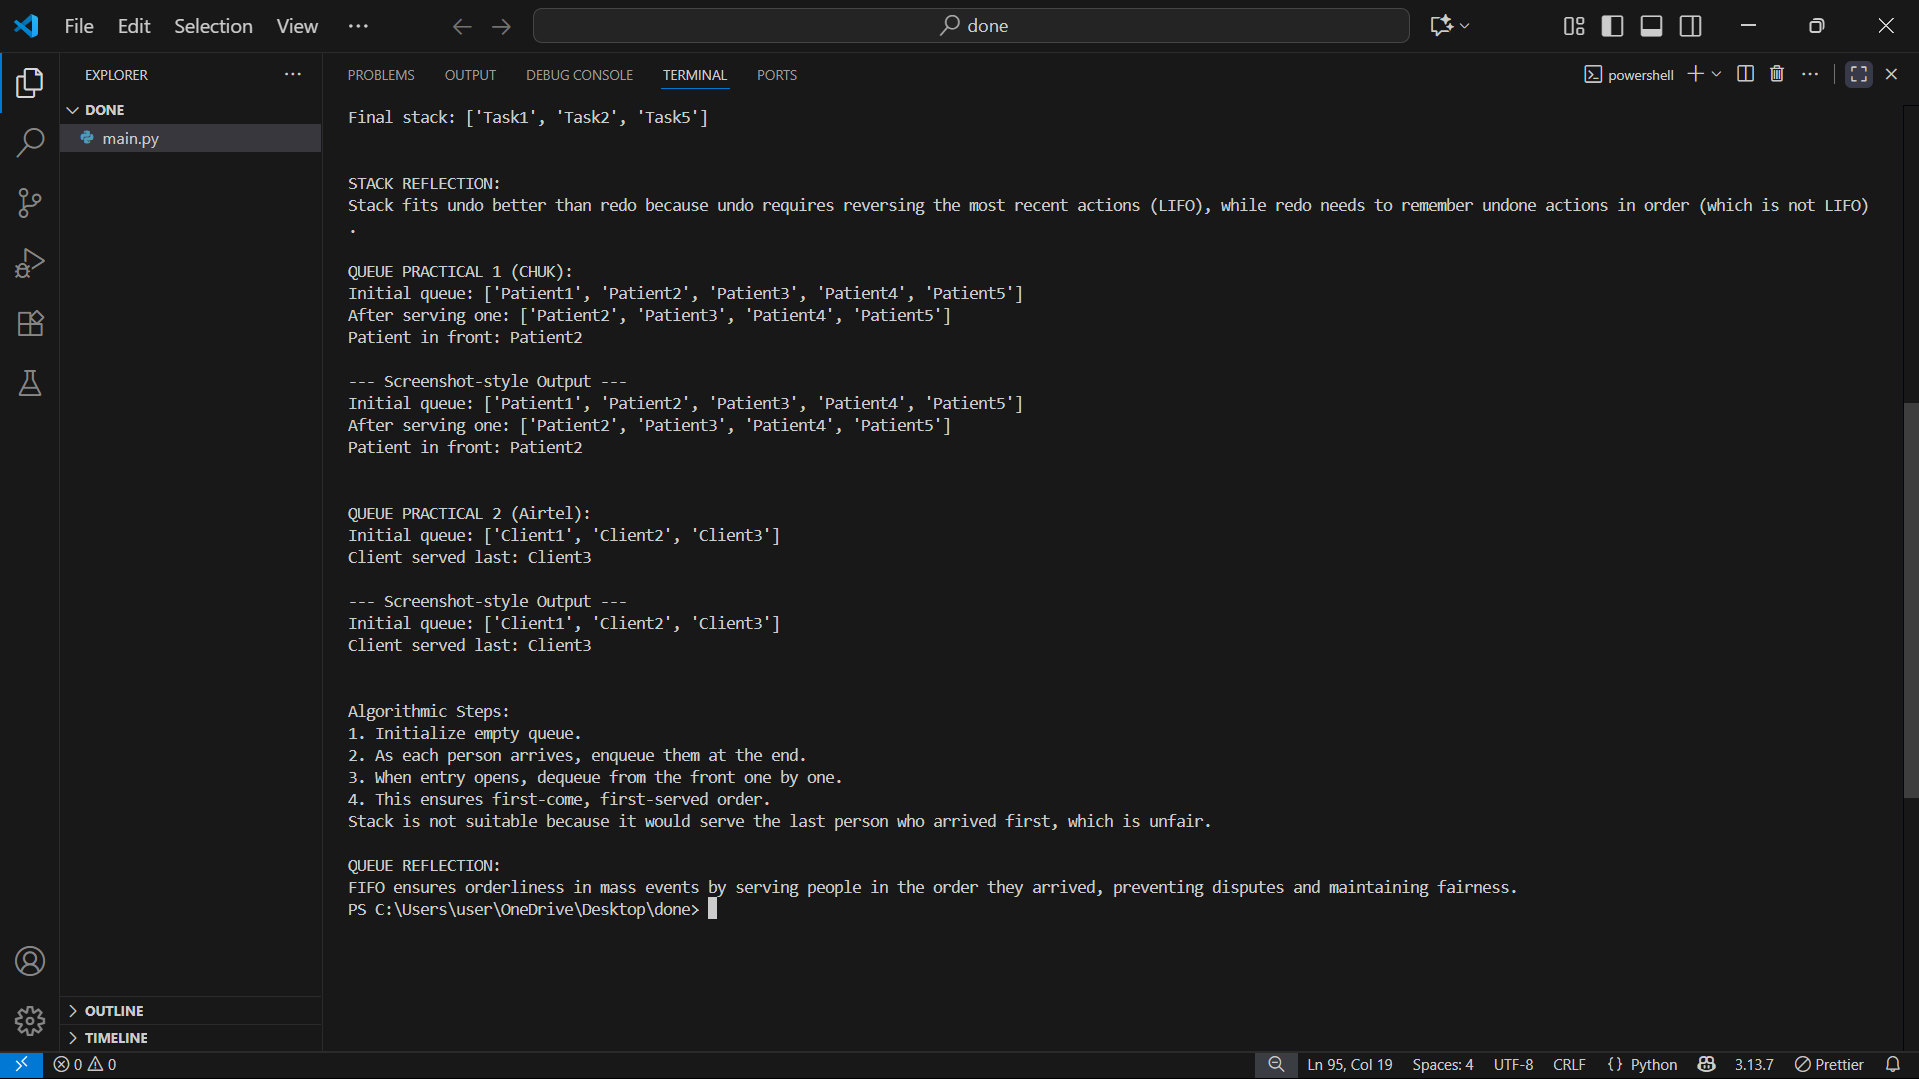 File Edit Selection View ··· done
EXPLORER ···
DONE
main.py
OUTLINE
TIMELINE
PROBLEMS OUTPUT DEBUG CONSOLE TERMINAL PORTS powershell
Final stack: ['Task1', 'Task2', 'Task5']
STACK REFLECTION:
Stack fits undo better than redo because undo requires reversing the most recent actions (LIFO), while redo needs to remember undone actions in order (which is not LIFO)
.
QUEUE PRACTICAL 1 (CHUK):
Initial queue: ['Patient1', 'Patient2', 'Patient3', 'Patient4', 'Patient5']
After serving one: ['Patient2', 'Patient3', 'Patient4', 'Patient5']
Patient in front: Patient2
--- Screenshot-style Output ---
Initial queue: ['Patient1', 'Patient2', 'Patient3', 'Patient4', 'Patient5']
After serving one: ['Patient2', 'Patient3', 'Patient4', 'Patient5']
Patient in front: Patient2
QUEUE PRACTICAL 2 (Airtel):
Initial queue: ['Client1', 'Client2', 'Client3']
Client served last: Client3
--- Screenshot-style Output ---
Initial queue: ['Client1', 'Client2', 'Client3']
Client served last: Client3
Algorithmic Steps:
1. Initialize empty queue.
2. As each person arrives, enqueue them at the end.
3. When entry opens, dequeue from the front one by one.
4. This ensures first-come, first-served order.
Stack is not suitable because it would serve the last person who arrived first, which is unfair.
QUEUE REFLECTION:
FIFO ensures orderliness in mass events by serving people in the order they arrived, preventing disputes and maintaining fairness.
PS C:\Users\user\OneDrive\Desktop\done>
0 0 Ln 95, Col 19 Spaces: 4 UTF-8 CRLF {} Python 3.13.7 Prettier